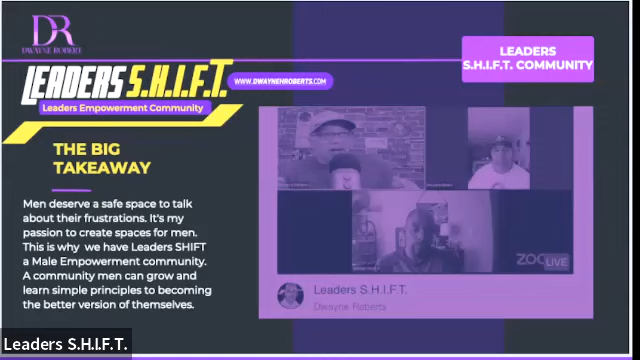 DR
DWAYNE ROBERT
LEADERS S.H.I.F.T.
Leaders Empowerment Community
WWW.DWAYNEHROBERTS.COM
LEADERS
S.H.I.F.T. COMMUNITY
THE BIG
TAKEAWAY
Men deserve a safe space to talk
about their frustrations. It's my
passion to create spaces for men.
This is why we have Leaders SHIFT
a Male Empowerment community.
A community men can grow and
learn simple principles to becoming
the better version of themselves.
LIVE
Leaders S.H.I.F.T.
Dwayne Roberts
Leaders S.H.I.F.T.